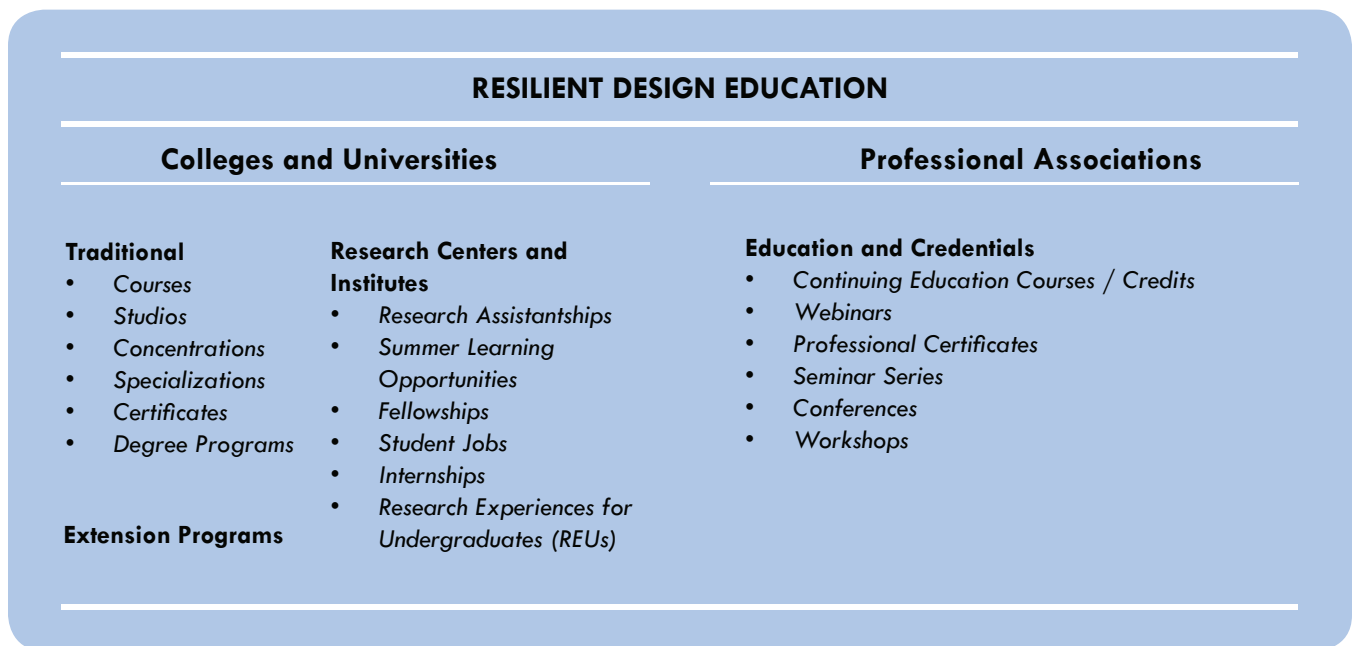 RESILIENT DESIGN EDUCATION
Colleges and Universities
Traditional
• Courses
• Studios
• Concentrations
• Specializations
• Certificates
• Degree Programs
Extension Programs
Research Centers and
Institutes
• Research Assistantships
• Summer Learning
Opportunities
• Fellowships
• Student Jobs
• Internships
• Research Experiences for
Undergraduates (REUs)
Professional Associations
Education and Credentials
• Continuing Education Courses / Credits
• Webinars
• Professional Certificates
• Seminar Series
• Conferences
• Workshops